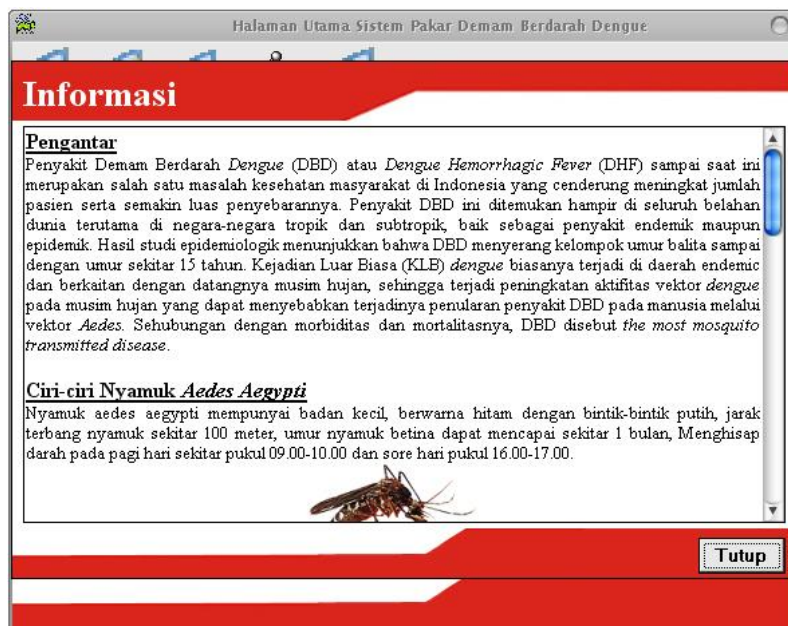 Halaman Utama Sistem Pakar Demam Berdarah Dengue
Informasi
Pengantar
Penyakit Demam Berdarah Dengue (DBD) atau Dengue Hemorrhagic Fever (DHF) sampai saat ini
merupakan salah satu masalah kesehatan masyarakat di Indonesia yang cenderung meningkat jumlah
pasien serta semakin luas penyebarannya. Penyakit DBD ini ditemukan hampir di seluruh belahan
dunia terutama di negara-negara tropik dan subtropik, baik sebagai penyakit endemik maupun
epidemik. Hasil studi epidemiologik menunjukkan bahwa DBD menyerang kelompok umur balita sampai
dengan umur sekitar 15 tahun. Kejadian Luar Biasa (KLB) dengue biasanya terjadi di daerah endemic
dan berkaitan dengan datangnya musim hujan, sehingga terjadi peningkatan aktifitas vektor dengue
pada musim hujan yang dapat menyebabkan terjadinya penularan penyakit DBD pada manusia melalui
vektor Aedes. Sehubungan dengan morbiditas dan mortalitasnya, DBD disebut the most mosquito
transmitted disease.
Ciri-ciri Nyamuk Aedes Aegypti
Nyamuk aedes aegypti mempunyai badan kecil, berwarna hitam dengan bintik-bintik putih, jarak
terbang nyamuk sekitar 100 meter, umur nyamuk betina dapat mencapai sekitar 1 bulan, Menghisap
darah pada pagi hari sekitar pukul 09.00-10.00 dan sore hari pukul 16.00-17.00.
Tutup